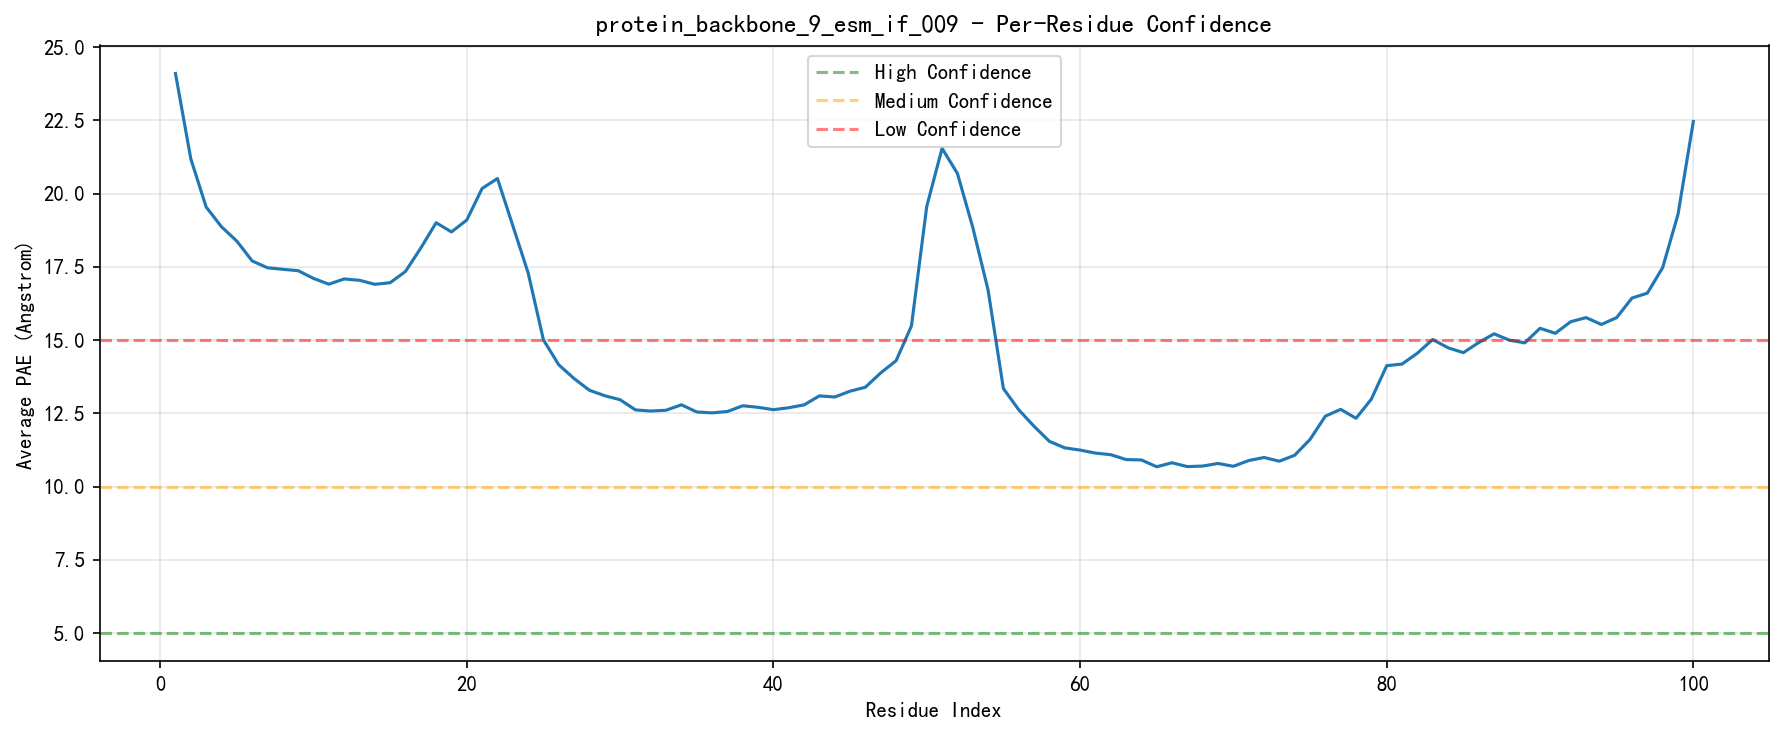 protein_backbone_9_esm_if_009 - Per-Residue Confidence
High Confidence
Medium Confidence
Low Confidence
Average PAE (Angstrom)
25.0
22.5
20.0
17.5
15.0
12.5
10.0
7.5
5.0
0 20 40 60 80 100
Residue Index